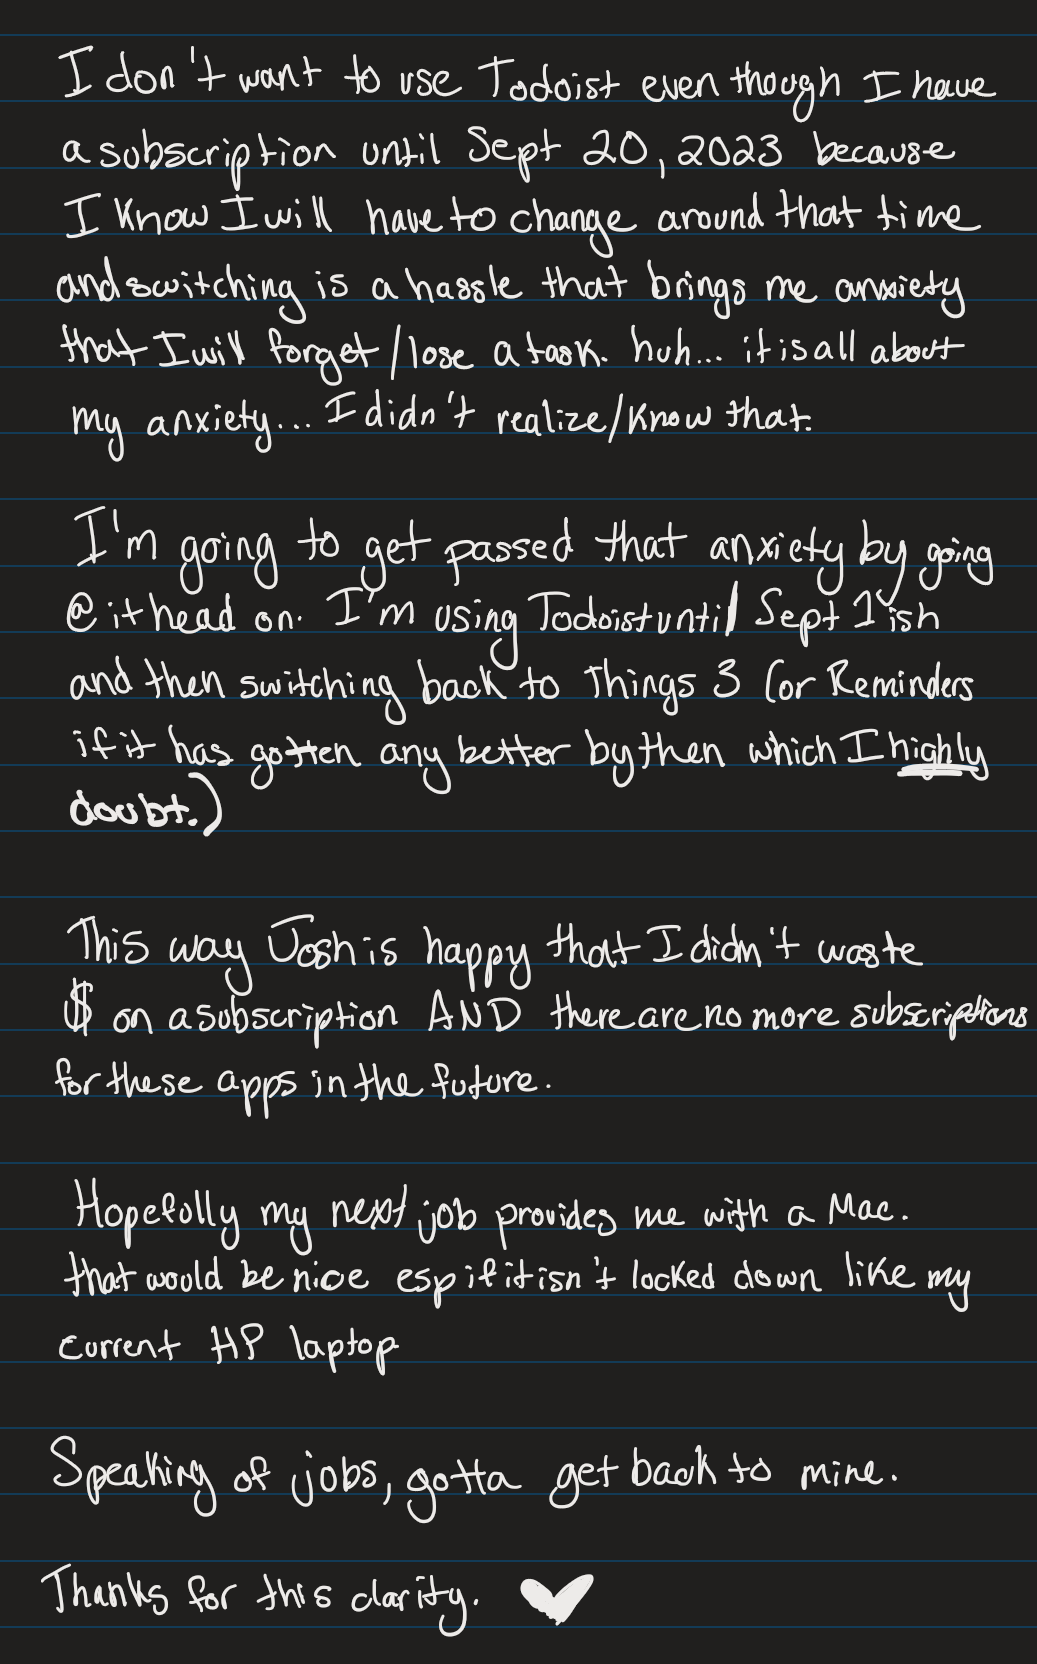 I don't want to use Todoist even though I have
a subscription until Sept 20, 2023 because
I know I will have to change around that time
and switching is a hassle that brings me anxiety
that I will forget/lose a task. huh... it is all about
my anxiety... I didn't realize/know that.
I'm going to get passed that anxiety by going
@ it head on. I'm using Todoist until Sept 1 ish
and then switching back to Things 3 (or Reminders
if it has gotten any better by then which I highly
doubt.)
This way Josh is happy that I didn't waste
$ on a subscription AND there are no more subscriptions
for these apps in the future.
Hopefully my next job provides me with a Mac.
that would be nice esp if it isn't locked down like my
current HP laptop
Speaking of jobs, gotta get back to mine.
Thanks for this clarity. ♥